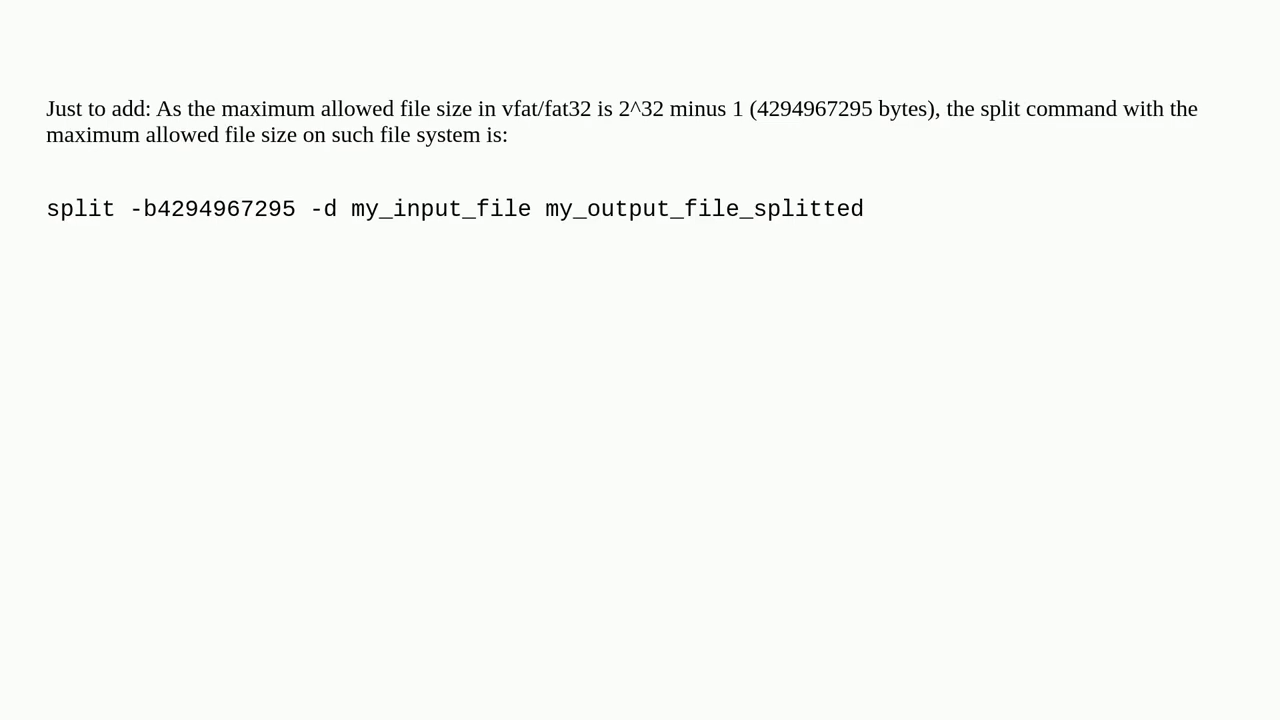 Just to add: As the maximum allowed file size in vfat/fat32 is 2^32 minus 1 (4294967295 bytes), the split command with the
maximum allowed file size on such file system is:
split -b4294967295 -d my_input_file my_output_file_splitted